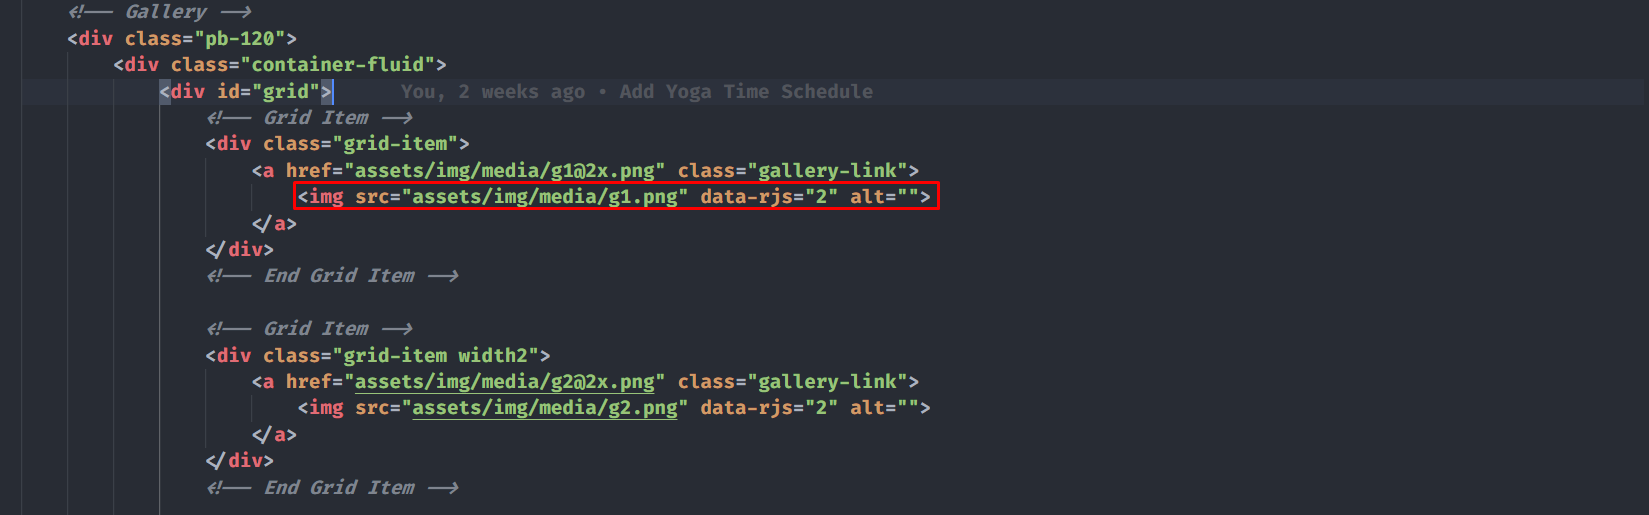 <!-- Gallery -->
<div class="pb-120">
<div class="container-fluid">
<div id="grid"> You, 2 weeks ago • Add Yoga Time Schedule
<!-- Grid Item -->
<div class="grid-item">
<a href="assets/img/media/g1@2x.png" class="gallery-link">
<img src="assets/img/media/g1.png" data-rjs="2" alt="">
</a>
</div>
<!-- End Grid Item -->
<!-- Grid Item -->
<div class="grid-item width2">
<a href="assets/img/media/g2@2x.png" class="gallery-link">
<img src="assets/img/media/g2.png" data-rjs="2" alt="">
</a>
</div>
<!-- End Grid Item -->